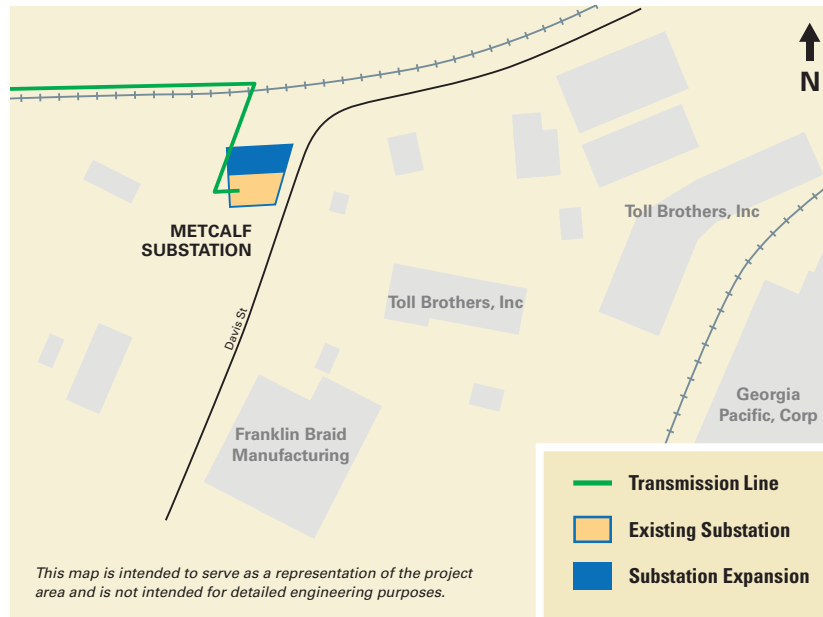 N
METCALF
SUBSTATION
Toll Brothers, Inc
Toll Brothers, Inc
Davis St
Georgia
Pacific, Corp
Franklin Braid
Manufacturing
Transmission Line
Existing Substation
Substation Expansion
This map is intended to serve as a representation of the project
area and is not intended for detailed engineering purposes.